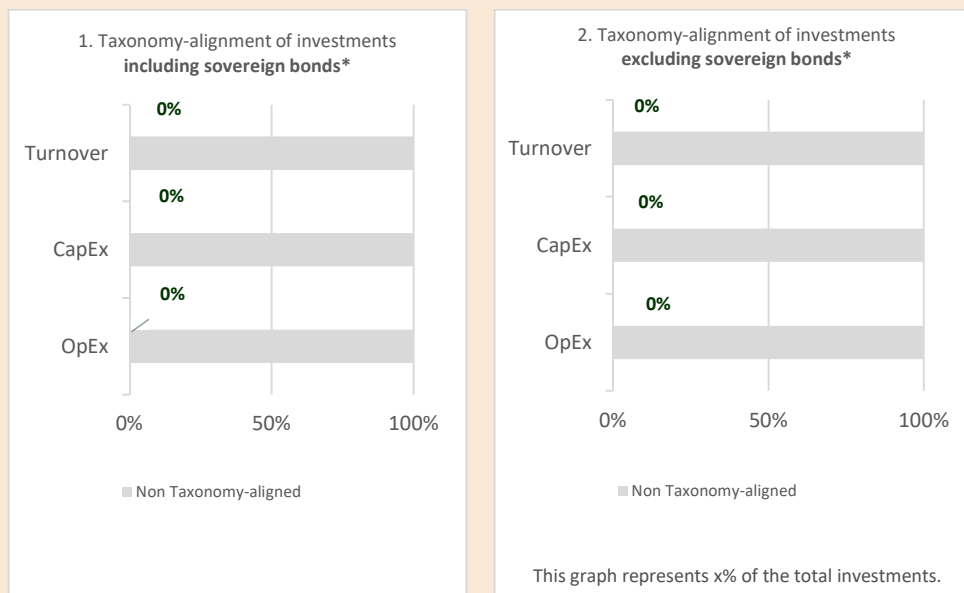 1. Taxonomy-alignment of investments
including sovereign bonds*
0%
Turnover
0%
CapEx
0%
OpEx
0%
50%
100%
Non Taxonomy-aligned
2. Taxonomy-alignment of investments
excluding sovereign bonds*
0%
Turnover
0%
CapEx
0%
OpEx
0%
50%
100%
Non Taxonomy-aligned
This graph represents x% of the total investments.